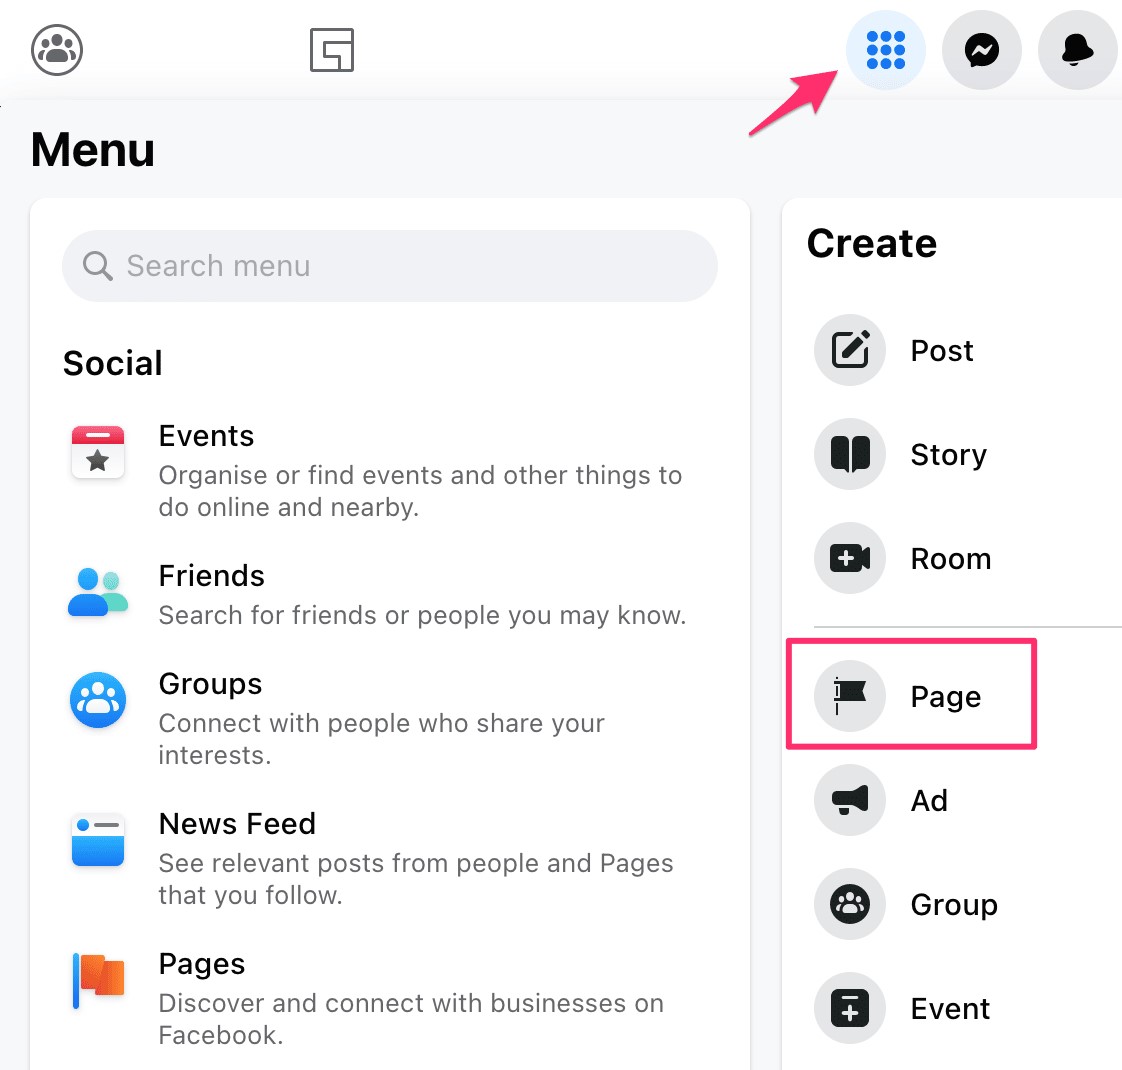 Menu
Search menu
Social
Events
Organise or find events and other things to
do online and nearby.
Friends
Search for friends or people you may know.
Groups
Connect with people who share your
interests.
News Feed
See relevant posts from people and Pages
that you follow.
Pages
Discover and connect with businesses on
Facebook.
Create
Post
Story
Room
Page
Ad
Group
Event